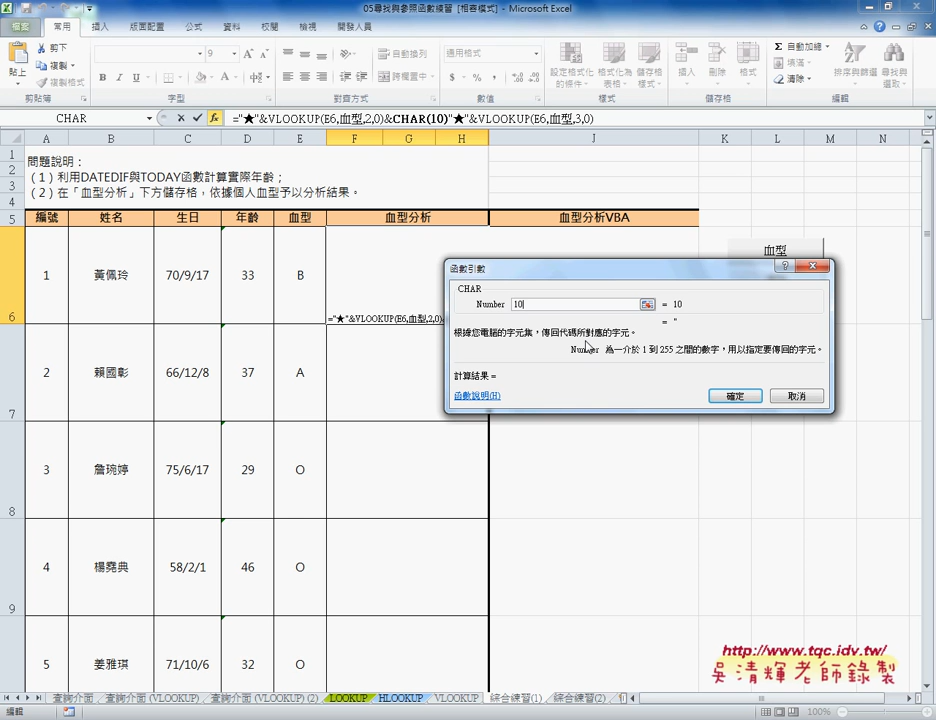 05尋找與參照函數練習 [相容模式] - Microsoft Excel
檔案 常用 插入 版面配置 公式 資料 校閱 檢視 開發人員
貼上 剪下 複製 複製格式 剪貼簿
9 A A B I U 字型
自動換列 跨欄置中 對齊方式
通用格式 $ % , 數值
設定格式化的條件 格式化為表格 儲存格樣式 樣式
插入 刪除 格式 儲存格
Σ 自動加總 填滿 清除 排序與篩選 尋找與選取 編輯
CHAR fx ="★"&VLOOKUP(E6,血型,2,0)&CHAR(10)"★"&VLOOKUP(E6,血型,3,0)
A B C D E F G H J K L M N
1
2
3
4
問題說明：
（1）利用DATEDIF與TODAY函數計算實際年齡；
（2）在「血型分析」下方儲存格，依據個人血型予以分析結果。
5 編號 姓名 生日 年齡 血型 血型分析 血型分析VBA
血型
6 1 黃佩玲 70/9/17 33 B
="★"&VLOOKUP(E6,血型,2,0)&
7 2 賴國彰 66/12/8 37 A
8 3 詹琬婷 75/6/17 29 O
9 4 楊堯典 58/2/1 46 O
5 姜雅琪 71/10/6 32 O
函數引數
CHAR
Number 10 = 10
= "
根據您電腦的字元集，傳回代碼所對應的字元。
Number 為一介於 1 到 255 之間的數字，用以指定要傳回的字元。
計算結果 =
函數說明(H) 確定 取消
http://www.tqc.idv.tw/
吳清輝老師錄製
查詢介面 查詢介面 (VLOOKUP) 查詢介面 (VLOOKUP) (2) LOOKUP HLOOKUP VLOOKUP 綜合練習(1) 綜合練習(2)
編輯 100%